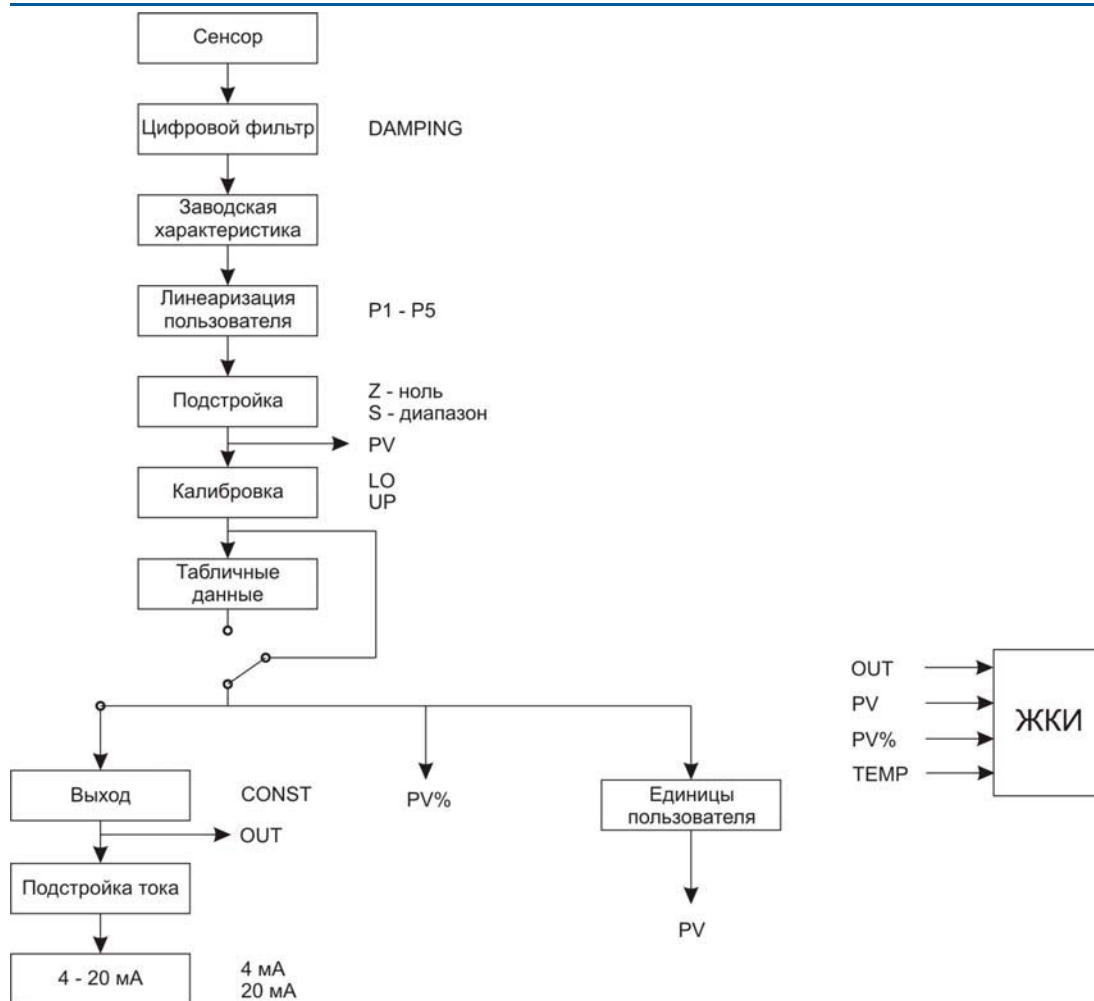 Сенсор
Цифровой фильтр
DAMPING
Заводская
характеристика
Линеаризация
пользователя
P1 - P5
Подстройка
Z - ноль
S - диапазон
PV
Калибровка
LO
UP
Табличные
данные
OUT
PV
PV%
TEMP
ЖКИ
Выход
CONST
PV%
Единицы
пользователя
OUT
Подстройка тока
PV
4 - 20 мА
4 мА
20 мА